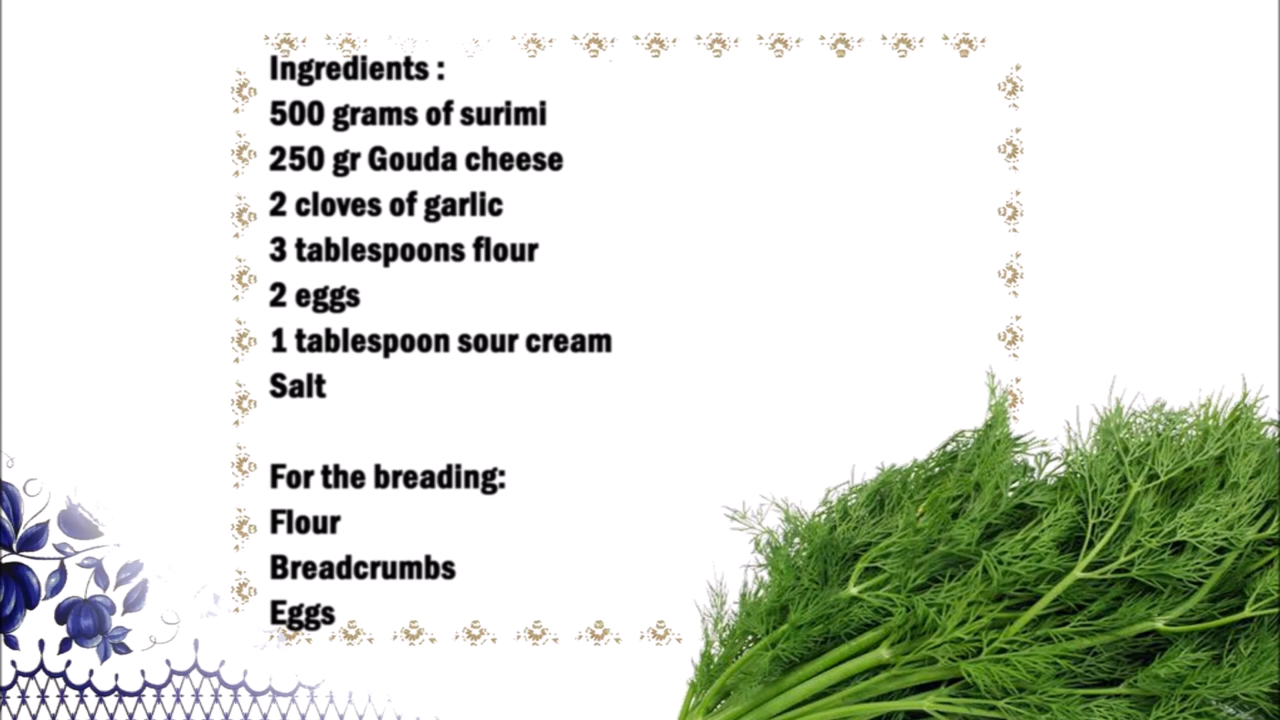 Ingredients :
500 grams of surimi
250 gr Gouda cheese
2 cloves of garlic
3 tablespoons flour
2 eggs
1 tablespoon sour cream
Salt
For the breading:
Flour
Breadcrumbs
Eggs